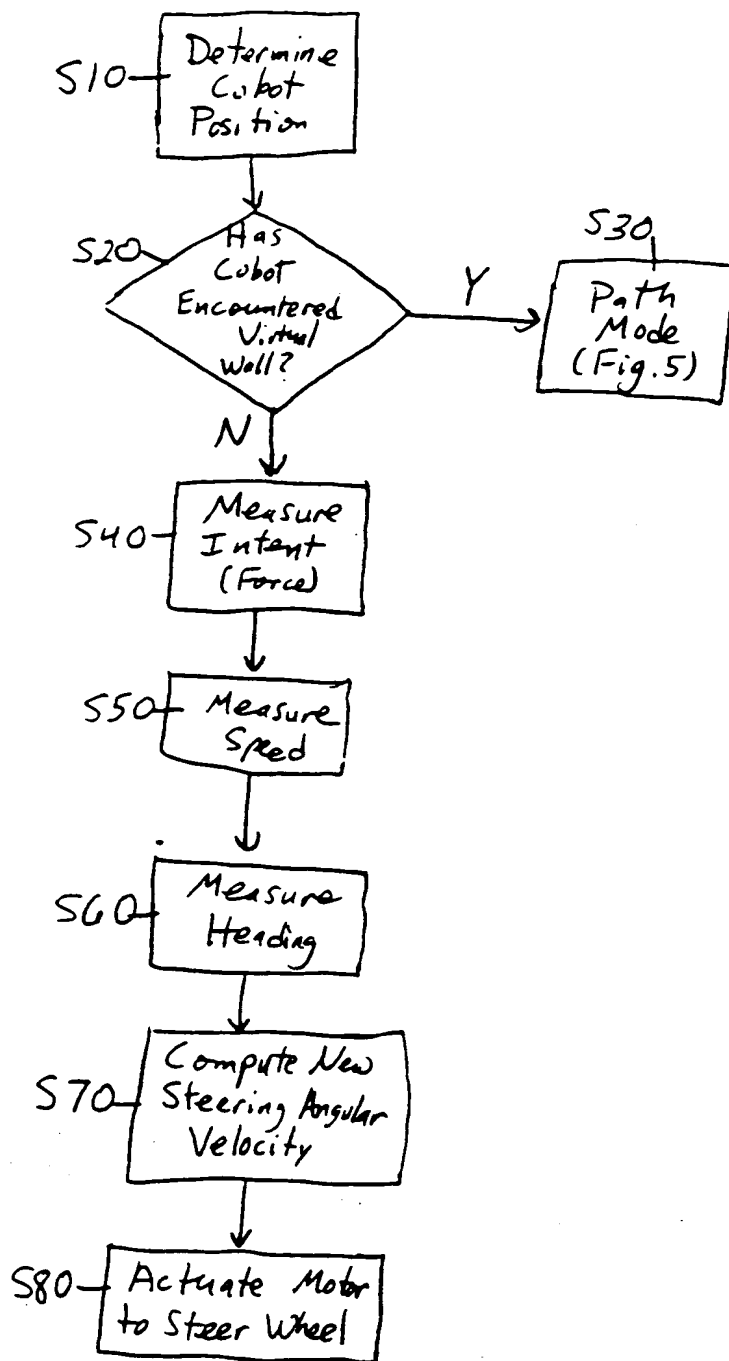 S10
Determine
Cobot
Position
S20
Has
Cobot
Encountered
Virtual
Wall?
Y
S30
Path
Mode
(Fig. 5)
N
S40
Measure
Intent
(Force)
S50
Measure
Speed
S60
Measure
Heading
S70
Compute New
Steering Angular
Velocity
S80
Actuate Motor
to Steer Wheel